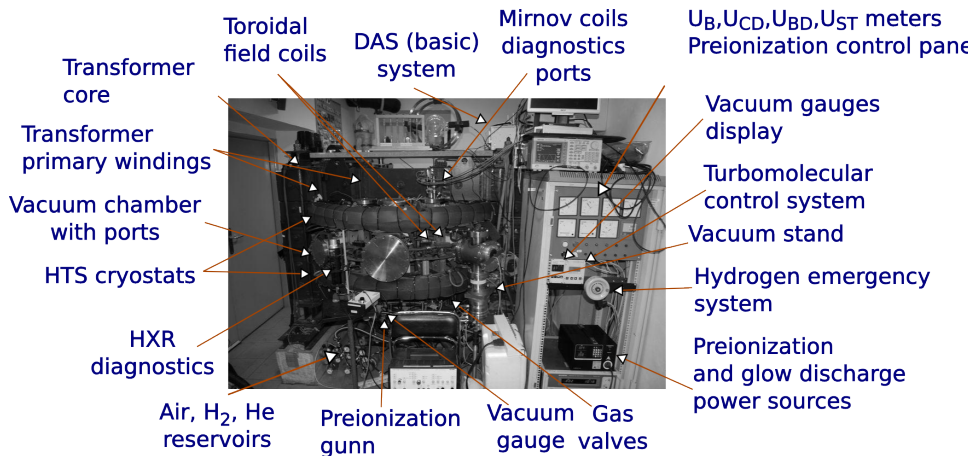 Toroidal
field coils
DAS (basic)
system
Mirnov coils
diagnostics
ports
U_B,U_CD,U_BD,U_ST meters
Preionization control pane
Transformer
core
Transformer
primary windings
Vacuum chamber
with ports
HTS cryostats
HXR
diagnostics
Vacuum gauges
display
Turbomolecular
control system
Vacuum stand
Hydrogen emergency
system
Preionization
and glow discharge
power sources
Air, H₂, He
reservoirs
Preionization
gunn
Vacuum
gauge
Gas
valves